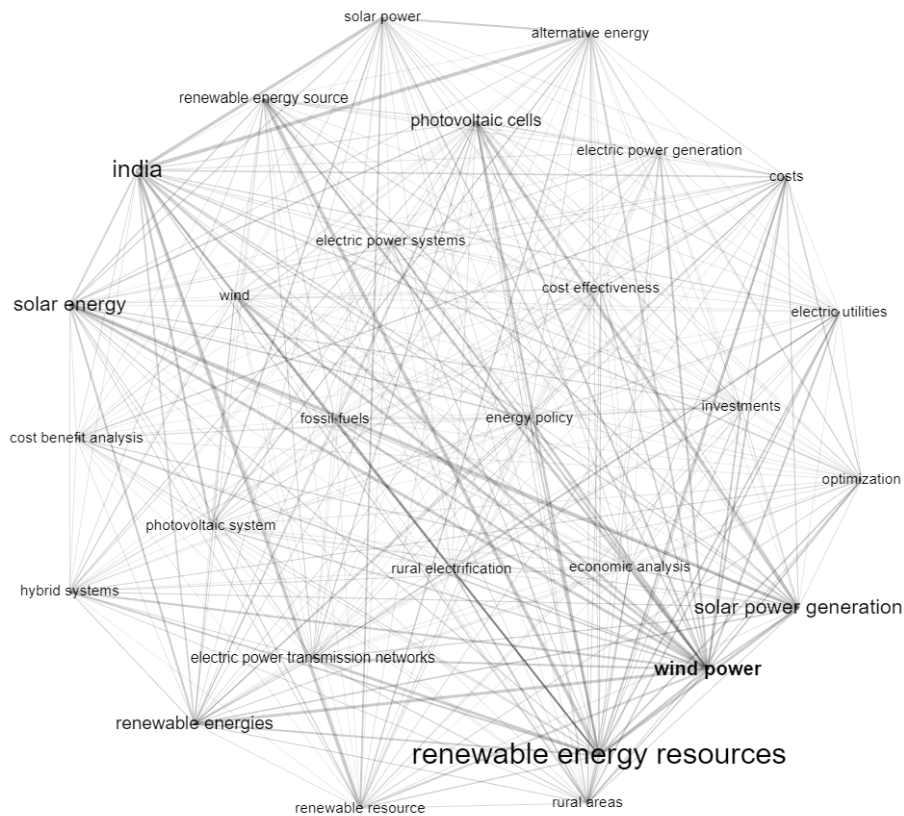 solar power
alternative energy
renewable energy source
photovoltaic cells
electric power generation
india
costs
electric power systems
wind
cost effectiveness
solar energy
electric utilities
investments
fossil fuels
energy policy
cost benefit analysis
optimization
photovoltaic system
rural electrification
economic analysis
hybrid systems
solar power generation
electric power transmission networks
wind power
renewable energies
renewable energy resources
rural areas
renewable resource